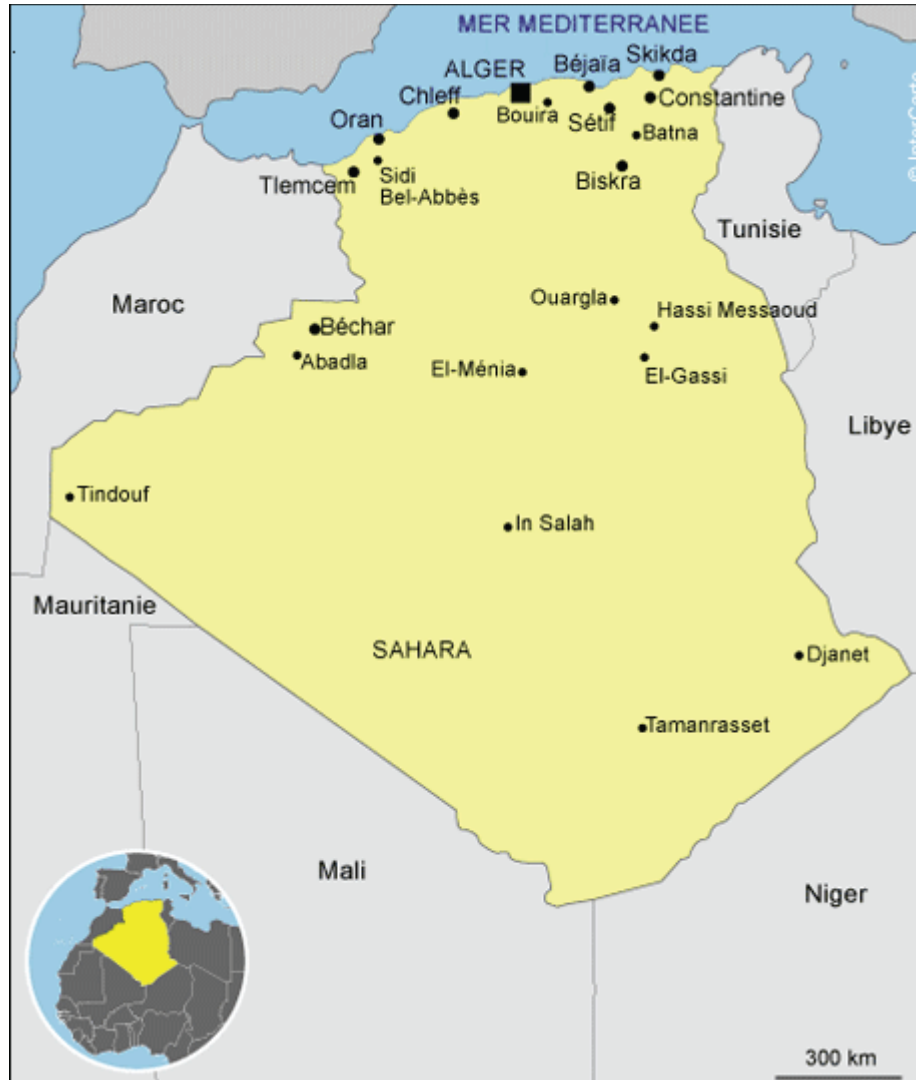 MER MEDITERRANEE
Skikda
Béjaïa
ALGER
Chleff
Constantine
Bouira
Sétif
Oran
Batna
Tlemcem
Sidi
Bel-Abbès
Biskra
Tunisie
© InterCarto
Maroc
Ouargla
Hassi Messaoud
Béchar
Abadla
El-Ménia
El-Gassi
Libye
Tindouf
In Salah
Mauritanie
SAHARA
Djanet
Tamanrasset
Mali
Niger
300 km